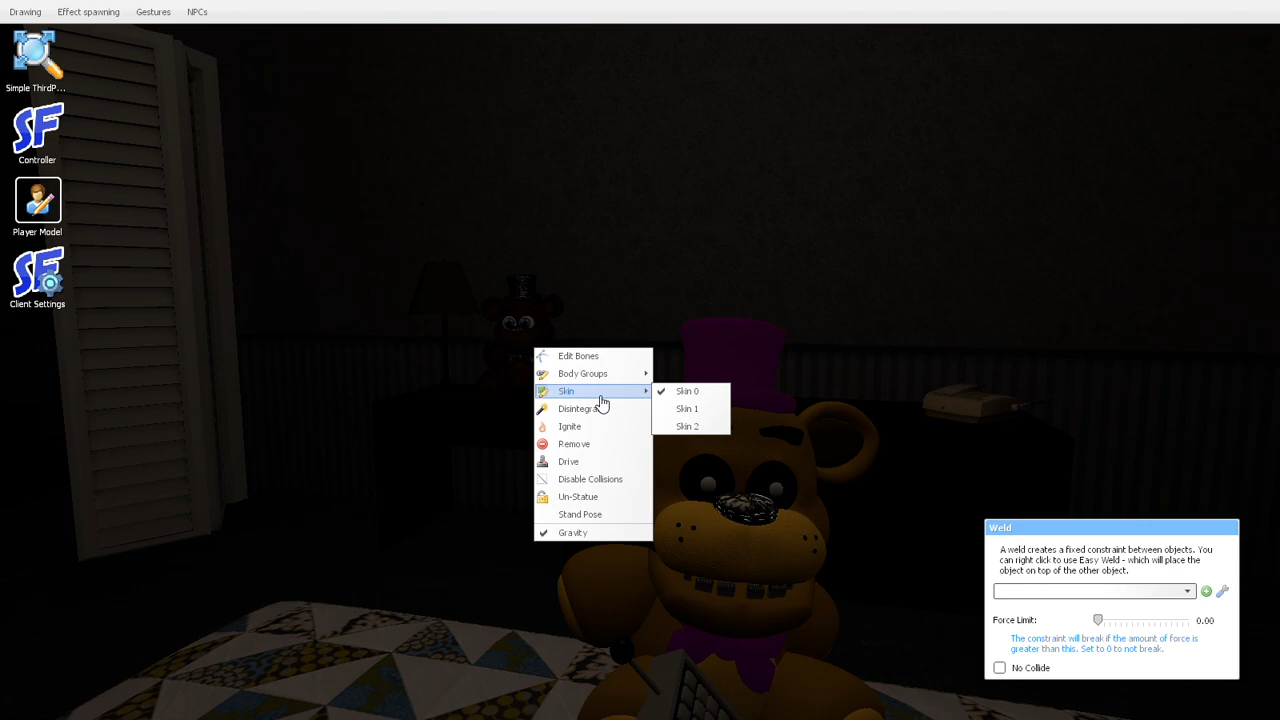 Drawing Effect spawning Gestures NPCs
Simple ThirdP...
SF
Controller
Player Model
SF
Client Settings
Edit Bones
Body Groups
Skin
Disintegra
Ignite
Remove
Drive
Disable Collisions
Un-Statue
Stand Pose
Gravity
Skin 0
Skin 1
Skin 2
Weld
A weld creates a fixed constraint between objects. You
can right click to use Easy Weld - which will place the
object on top of the other object.
Force Limit: 0.00
The constraint will break if the amount of force is
greater than this. Set to 0 to not break.
No Collide